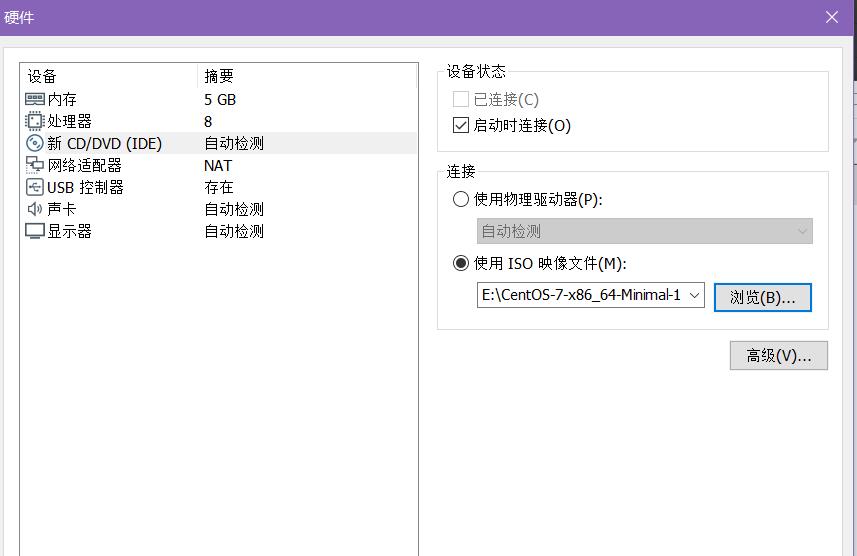 硬件
设备 摘要
内存 5 GB
处理器 8
新 CD/DVD (IDE) 自动检测
网络适配器 NAT
USB 控制器 存在
声卡 自动检测
显示器 自动检测
设备状态
已连接(C)
启动时连接(O)
连接
使用物理驱动器(P):
自动检测
使用 ISO 映像文件(M):
E:\CentOS-7-x86_64-Minimal-1
浏览(B)...
高级(V)...